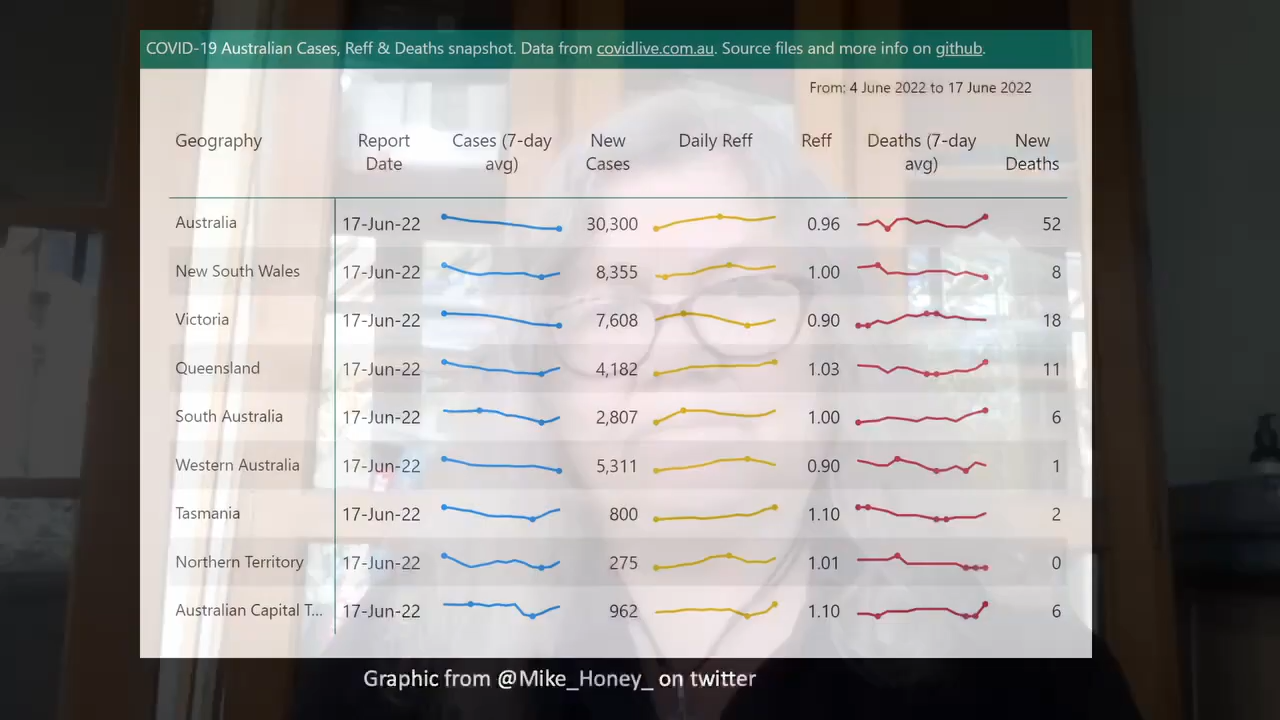 COVID-19 Australian Cases, Reff & Deaths snapshot. Data from covidlive.com.au. Source files and more info on github.
From: 4 June 2022 to 17 June 2022
Geography Report Date Cases (7-day avg) New Cases Daily Reff Reff Deaths (7-day avg) New Deaths
Australia 17-Jun-22 30,300 0.96 52
New South Wales 17-Jun-22 8,355 1.00 8
Victoria 17-Jun-22 7,608 0.90 18
Queensland 17-Jun-22 4,182 1.03 11
South Australia 17-Jun-22 2,807 1.00 6
Western Australia 17-Jun-22 5,311 0.90 1
Tasmania 17-Jun-22 800 1.10 2
Northern Territory 17-Jun-22 275 1.01 0
Australian Capital T... 17-Jun-22 962 1.10 6
Graphic from @Mike_Honey_ on twitter